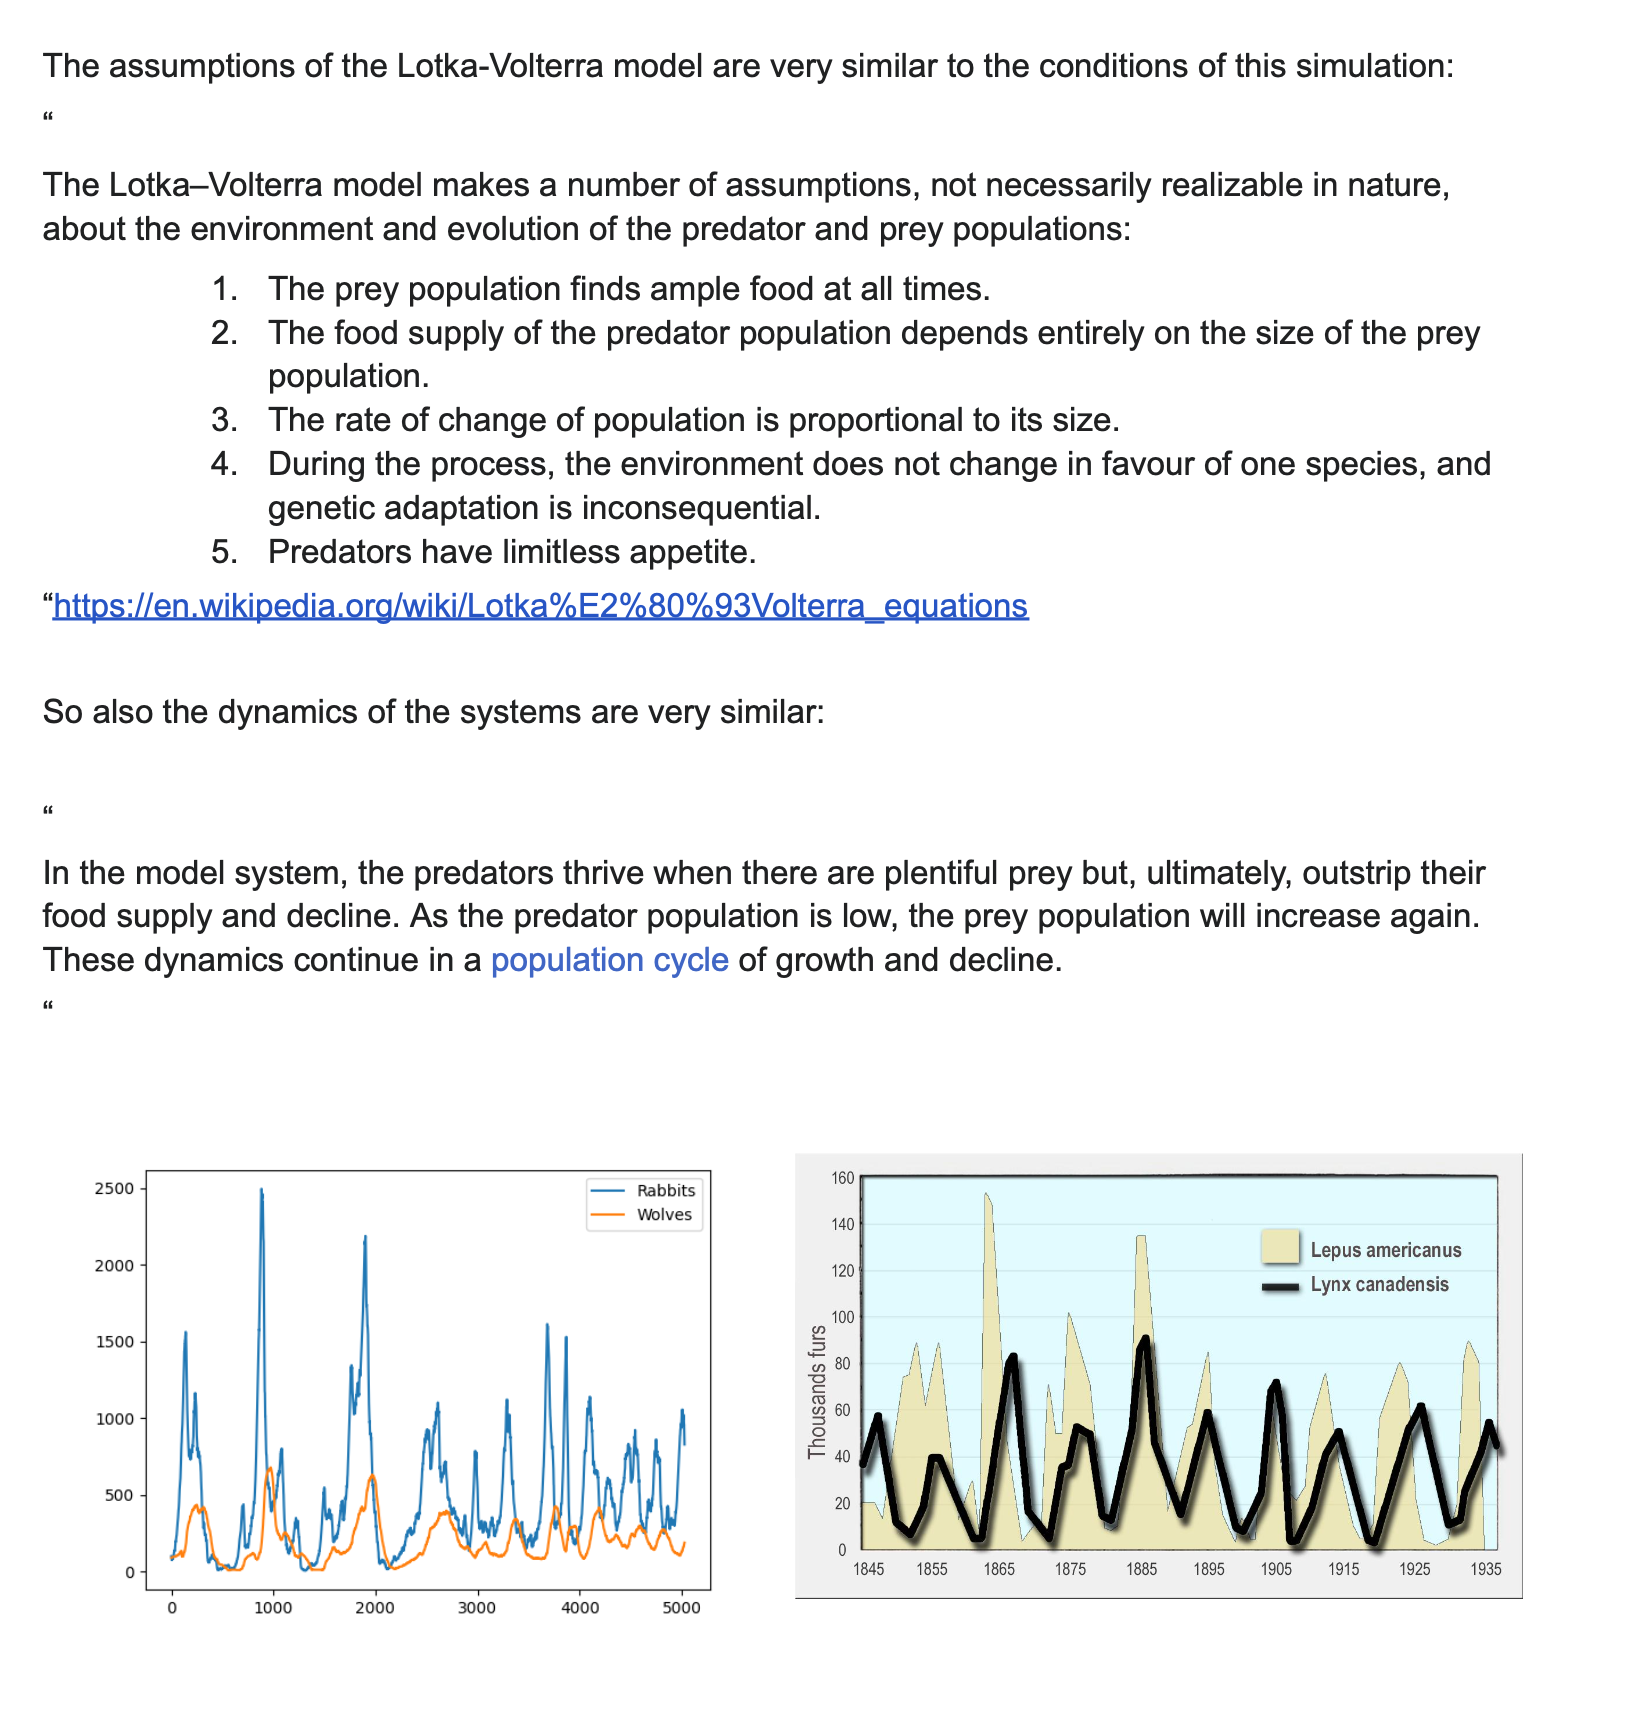 The assumptions of the Lotka-Volterra model are very similar to the conditions of this simulation:
“
The Lotka–Volterra model makes a number of assumptions, not necessarily realizable in nature,
about the environment and evolution of the predator and prey populations:
1. The prey population finds ample food at all times.
2. The food supply of the predator population depends entirely on the size of the prey
population.
3. The rate of change of population is proportional to its size.
4. During the process, the environment does not change in favour of one species, and
genetic adaptation is inconsequential.
5. Predators have limitless appetite.
“https://en.wikipedia.org/wiki/Lotka%E2%80%93Volterra_equations
So also the dynamics of the systems are very similar:
“
In the model system, the predators thrive when there are plentiful prey but, ultimately, outstrip their
food supply and decline. As the predator population is low, the prey population will increase again.
These dynamics continue in a population cycle of growth and decline.
“
2500
2000
1500
1000
500
0
0 1000 2000 3000 4000 5000
Rabbits
Wolves
Thousands furs
160
140
120
100
80
60
40
20
0
1845 1855 1865 1875 1885 1895 1905 1915 1925 1935
Lepus americanus
Lynx canadensis